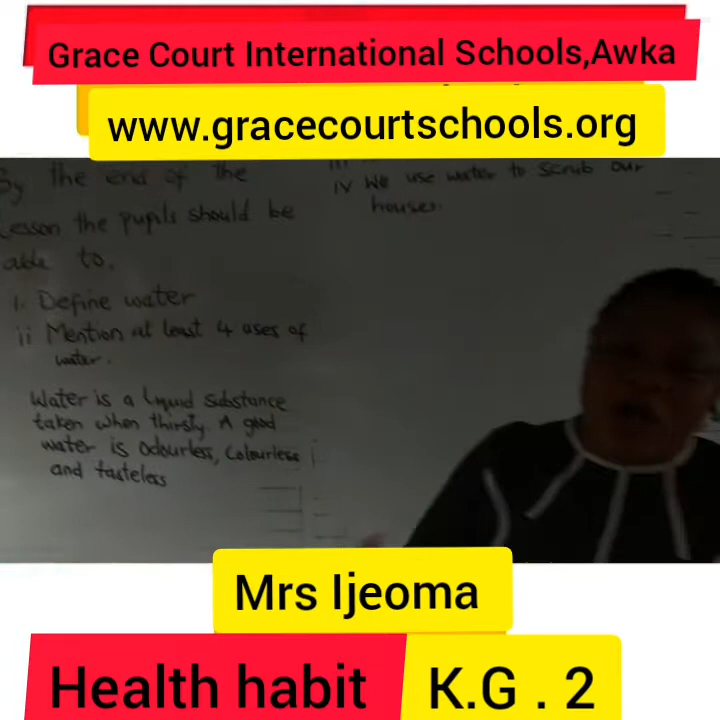 Grace Court International Schools,Awka
www.gracecourtschools.org
By the end of the
Lesson the pupils should be
able to.
i. Define water
ii Mention at least 4 uses of
water.
Water is a liquid substance
taken when thirsty. A good
water is odourless, colourless
and tasteless
iv We use water to scrub our
houses.
Mrs Ijeoma
Health habit
K.G . 2